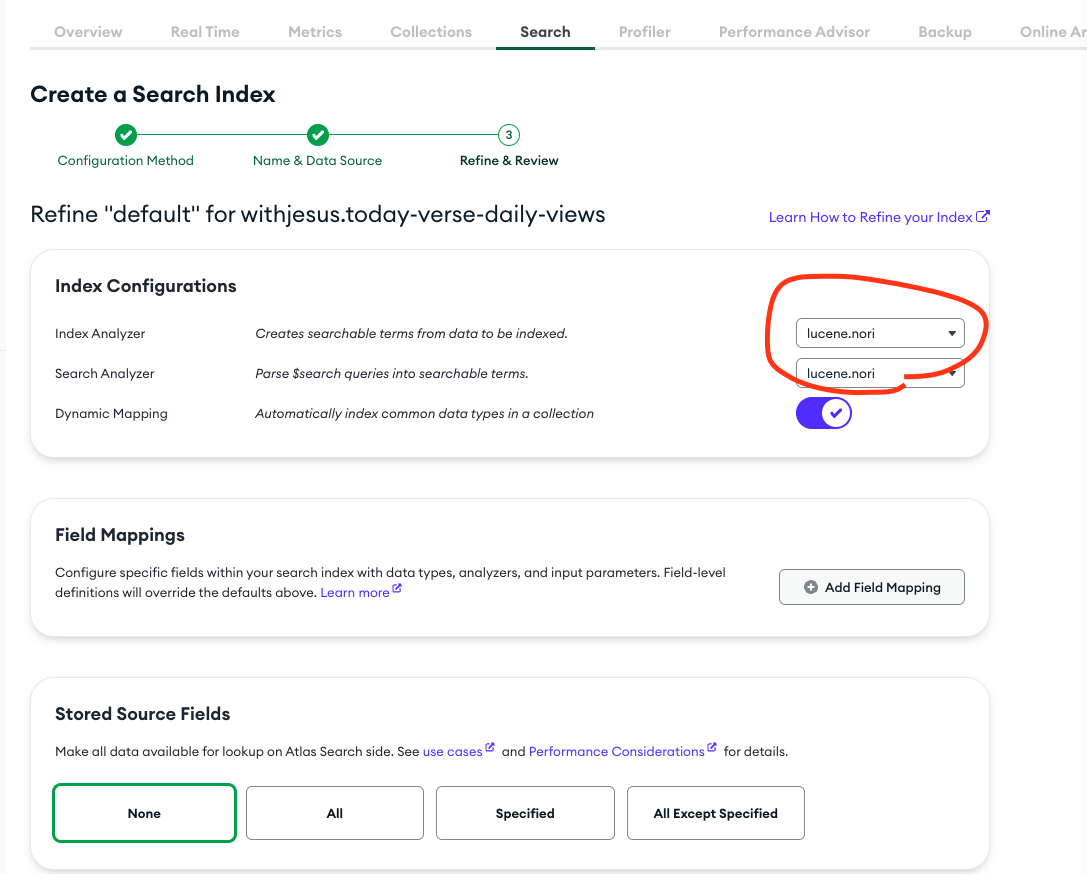 Overview Real Time Metrics Collections Search Profiler Performance Advisor Backup Online Ar
Create a Search Index
3
Configuration Method Name & Data Source Refine & Review
Refine "default" for withjesus.today-verse-daily-views
Learn How to Refine your Index
Index Configurations
Index Analyzer Creates searchable terms from data to be indexed. lucene.nori
Search Analyzer Parse $search queries into searchable terms. lucene.nori
Dynamic Mapping Automatically index common data types in a collection
Field Mappings
Configure specific fields within your search index with data types, analyzers, and input parameters. Field-level
definitions will override the defaults above. Learn more
Add Field Mapping
Stored Source Fields
Make all data available for lookup on Atlas Search side. See use cases and Performance Considerations for details.
None All Specified All Except Specified